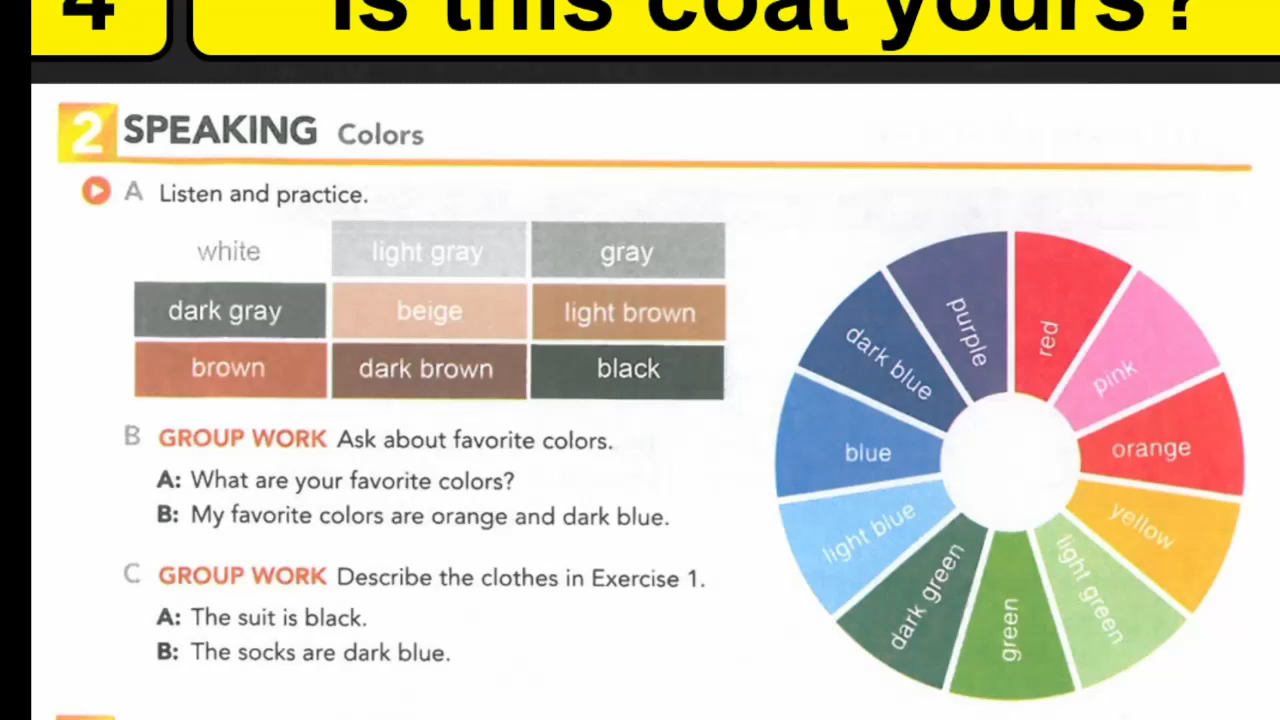 4 Is this coat yours?
2 SPEAKING Colors
A Listen and practice.
white light gray gray
dark gray beige light brown
brown dark brown black
B GROUP WORK Ask about favorite colors.
A: What are your favorite colors?
B: My favorite colors are orange and dark blue.
C GROUP WORK Describe the clothes in Exercise 1.
A: The suit is black.
B: The socks are dark blue.
red
pink
orange
yellow
light green
green
dark green
light blue
blue
dark blue
purple